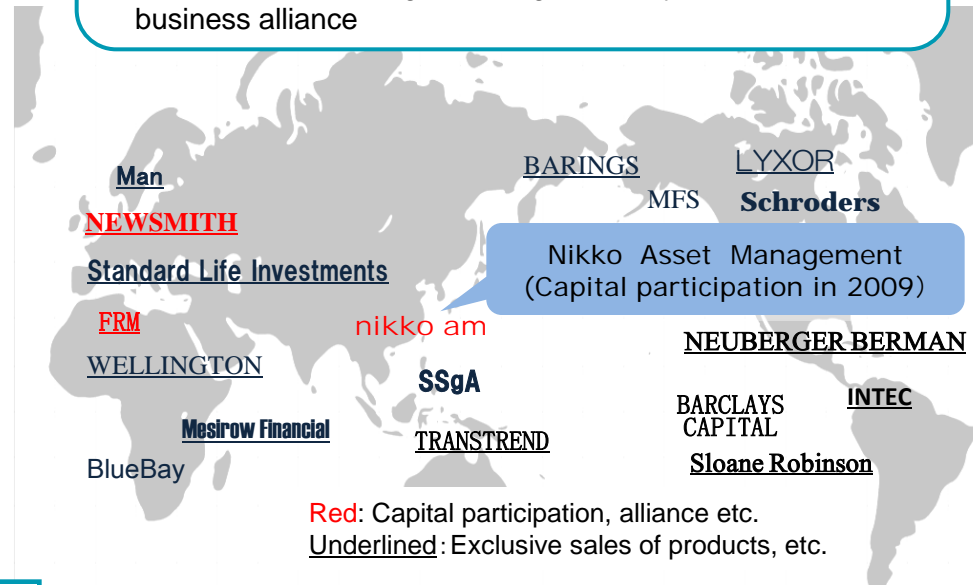 business alliance
Man
BARINGS
LYXOR
MFS
Schroders
NEWSMITH
Nikko Asset Management
(Capital participation in 2009)
Standard Life Investments
FRM
nikko am
NEUBERGER BERMAN
WELLINGTON
SSgA
INTEC
BARCLAYS
CAPITAL
Mesirow Financial
TRANSTREND
Sloane Robinson
BlueBay
Red: Capital participation, alliance etc.
Underlined:Exclusive sales of products, etc.